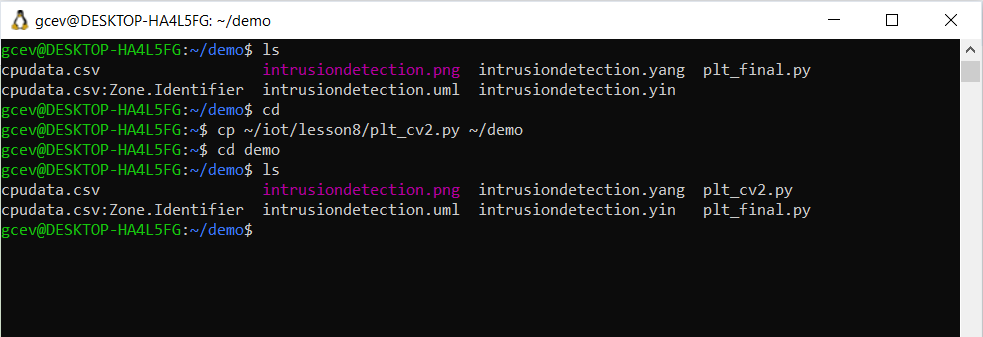 gcev@DESKTOP-HA4L5FG: ~/demo
gcev@DESKTOP-HA4L5FG:~/demo$ ls
cpudata.csv                  intrusiondetection.png  intrusiondetection.yang  plt_final.py
cpudata.csv:Zone.Identifier  intrusiondetection.uml  intrusiondetection.yin
gcev@DESKTOP-HA4L5FG:~/demo$ cd
gcev@DESKTOP-HA4L5FG:~$ cp ~/iot/lesson8/plt_cv2.py ~/demo
gcev@DESKTOP-HA4L5FG:~$ cd demo
gcev@DESKTOP-HA4L5FG:~/demo$ ls
cpudata.csv                  intrusiondetection.png  intrusiondetection.yang  plt_cv2.py
cpudata.csv:Zone.Identifier  intrusiondetection.uml  intrusiondetection.yin   plt_final.py
gcev@DESKTOP-HA4L5FG:~/demo$